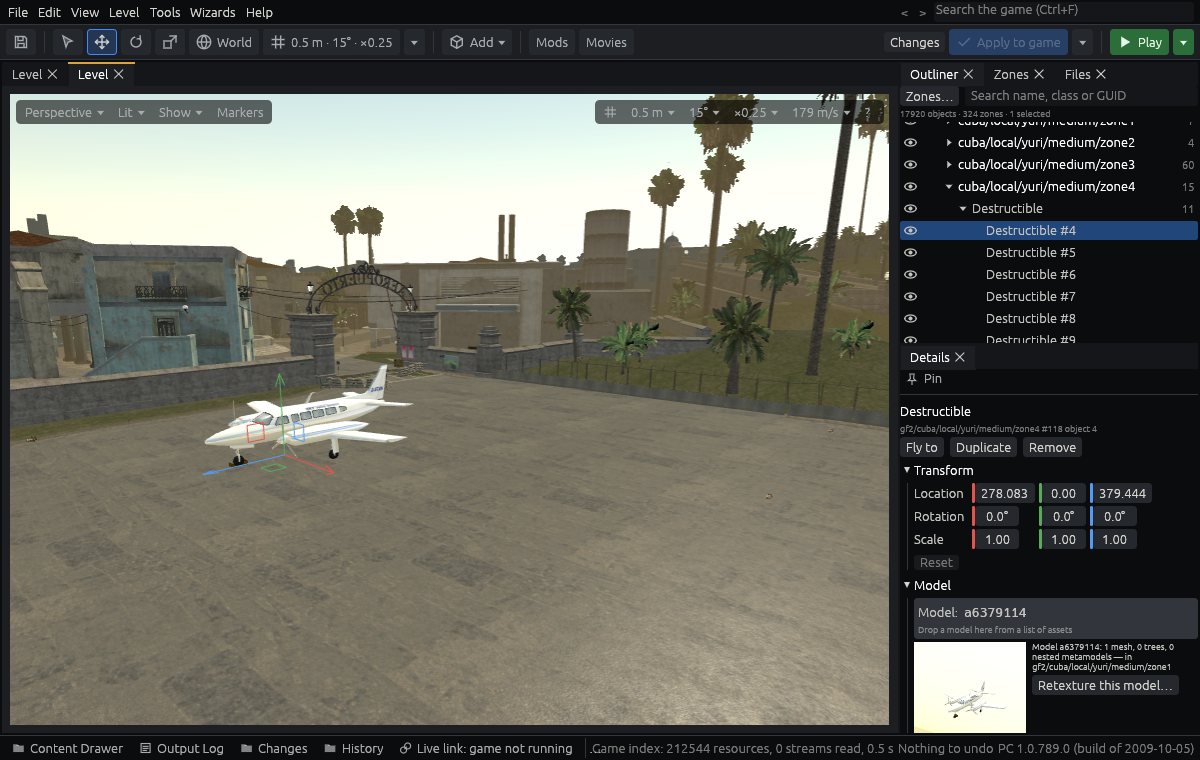 File Edit View Level Tools Wizards Help
< > Search the game (Ctrl+F)
World 0.5 m · 15° · ×0.25 Add Mods Movies Changes Apply to game Play
Level Level
Outliner Zones Files
Perspective Lit Show Markers 0.5 m 15° ×0.25 179 m/s ?
Zones... Search name, class or GUID
17920 objects · 324 zones · 1 selected
cuba/local/yuri/medium/zone1
cuba/local/yuri/medium/zone2 4
cuba/local/yuri/medium/zone3 60
cuba/local/yuri/medium/zone4 15
Destructible 11
Destructible #4
Destructible #5
Destructible #6
Destructible #7
Destructible #8
Destructible #9
Details
Pin
Destructible
gf2/cuba/local/yuri/medium/zone4 #118 object 4
Fly to Duplicate Remove
Transform
Location 278.083 0.00 379.444
Rotation 0.0° 0.0° 0.0°
Scale 1.00 1.00 1.00
Reset
Model
Model: a6379114
Drop a model here from a list of assets
Model a6379114: 1 mesh, 0 trees, 0
nested metamodels — in
gf2/cuba/local/yuri/medium/zone1
Retexture this model...
Content Drawer Output Log Changes History Live link: game not running Game index: 212544 resources, 0 streams read, 0.5 s Nothing to undo PC 1.0.789.0 (build of 2009-10-05)